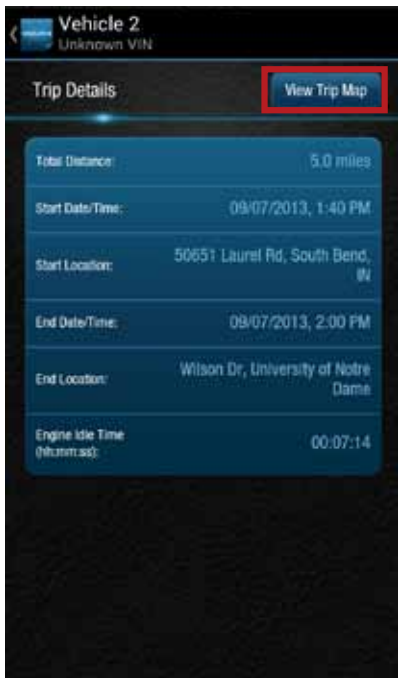 Vehicle 2
Unknown VIN
Trip Details
View Trip Map
Total Distance:
5.0 miles
Start Date/Time:
09/07/2013, 1:40 PM
Start Location:
50651 Laurel Rd, South Bend,
IN
End Date/Time:
09/07/2013, 2:00 PM
End Location:
Wilson Dr, University of Notre
Dame
Engine Idle Time
(hh:mm:ss):
00:07:14